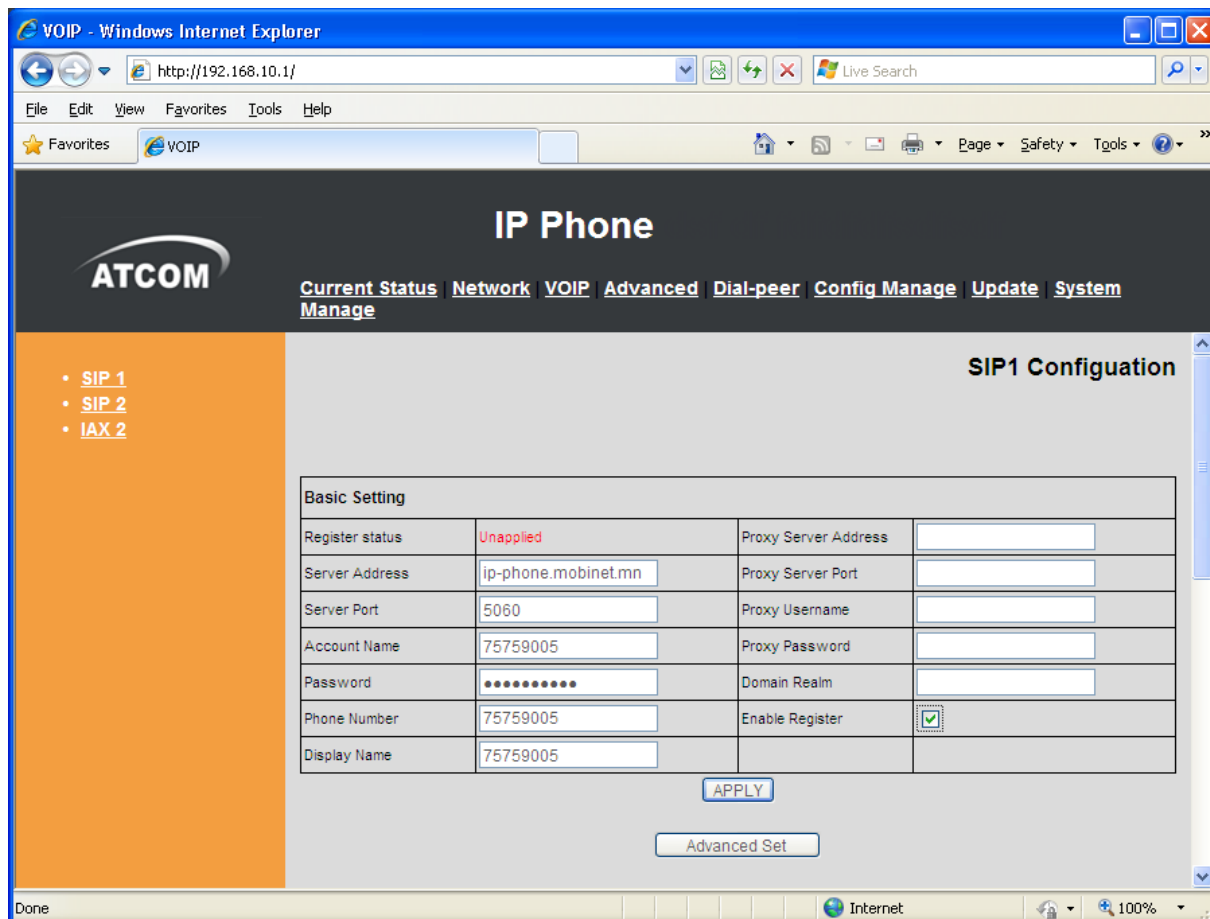 VOIP - Windows Internet Explorer
http://192.168.10.1/
Live Search
File Edit View Favorites Tools Help
Favorites VOIP Page Safety Tools
ATCOM
IP Phone
Current Status | Network | VOIP | Advanced | Dial-peer | Config Manage | Update | System
Manage
• SIP 1
• SIP 2
• IAX 2
SIP1 Configuation
Basic Setting
Register status Unapplied Proxy Server Address
Server Address ip-phone.mobinet.mn Proxy Server Port
Server Port 5060 Proxy Username
Account Name 75759005 Proxy Password
Password •••••••••• Domain Realm
Phone Number 75759005 Enable Register
Display Name 75759005
APPLY
Advanced Set
Done Internet 100%